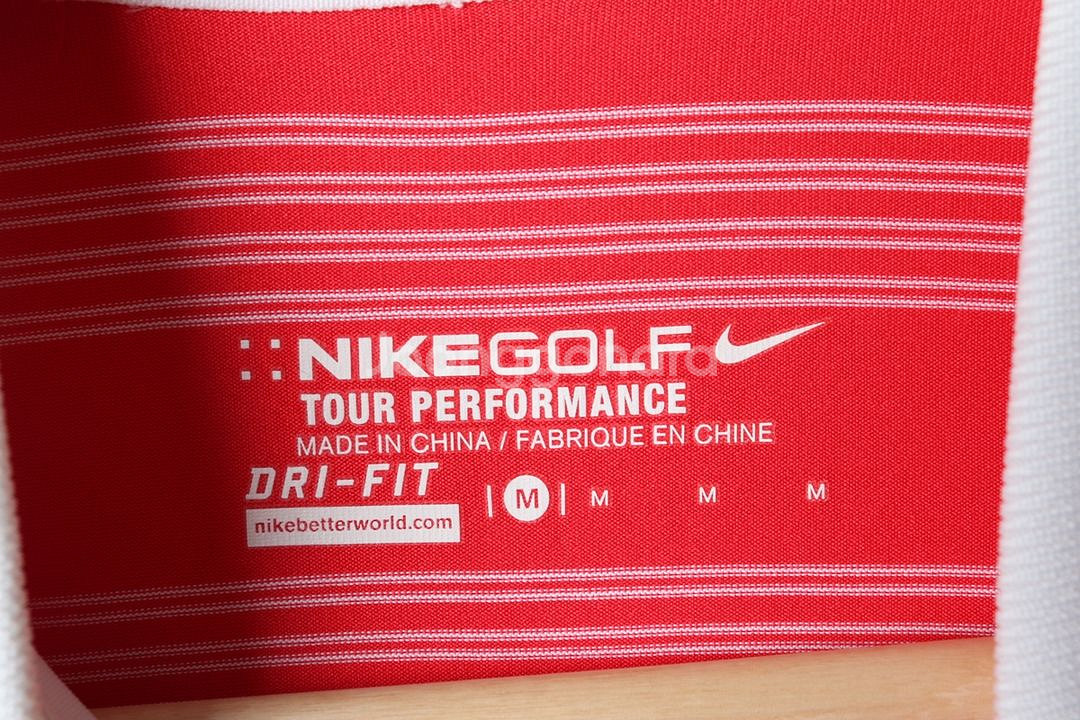 NIKEGOLF
TOUR PERFORMANCE
MADE IN CHINA / FABRIQUE EN CHINE
DRI-FIT
nikebetterworld.com
| M | M M M